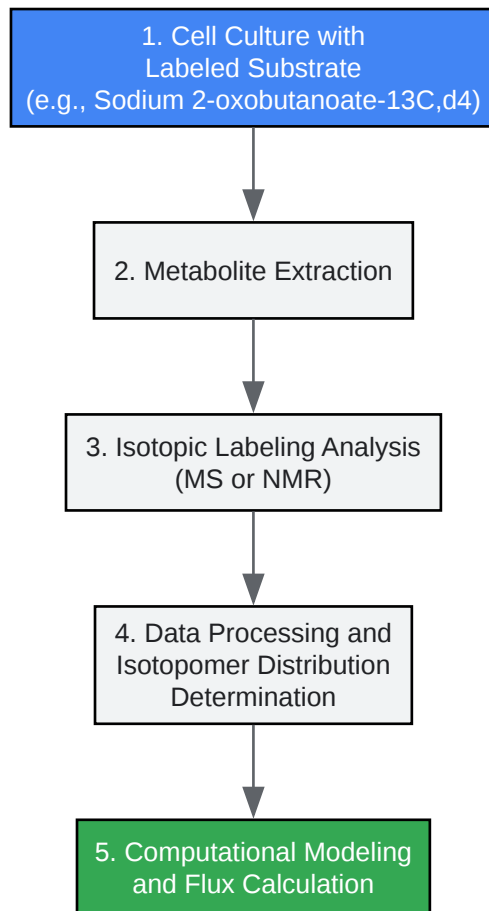 1. Cell Culture with
Labeled Substrate
(e.g., Sodium 2-oxobutanoate-13C,d4)
2. Metabolite Extraction
3. Isotopic Labeling Analysis
(MS or NMR)
4. Data Processing and
Isotopomer Distribution
Determination
5. Computational Modeling
and Flux Calculation